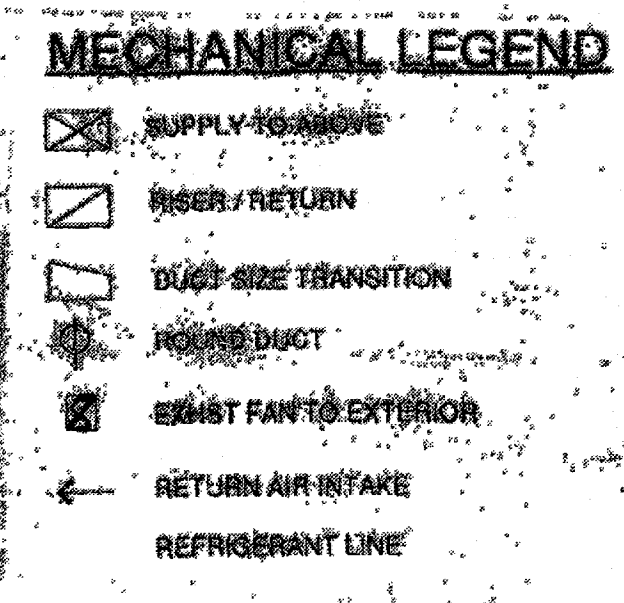 MECHANICAL LEGEND
SUPPLY TO ABOVE
RISER / RETURN
DUCT SIZE TRANSITION
ROUND DUCT
EXHST FAN TO EXTERIOR
RETURN AIR INTAKE
REFRIGERANT LINE